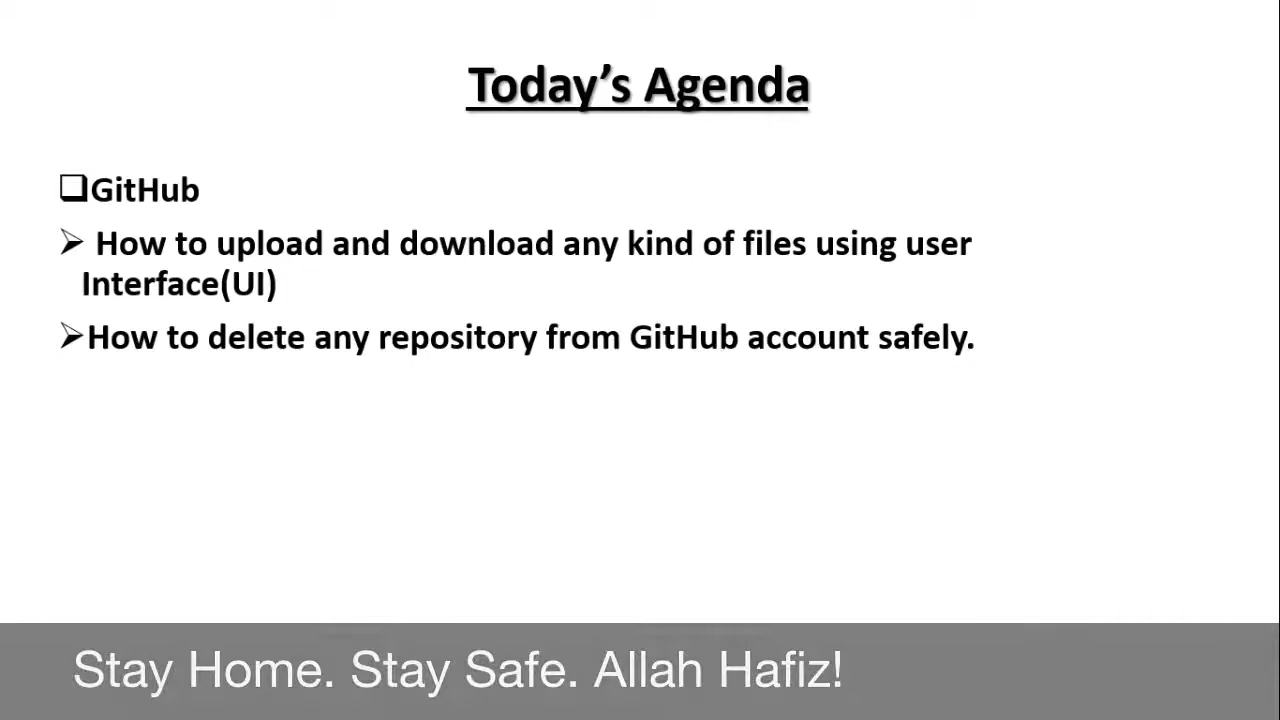 Today's Agenda
❑GitHub
➢ How to upload and download any kind of files using user
Interface(UI)
➢How to delete any repository from GitHub account safely.
Stay Home. Stay Safe. Allah Hafiz!